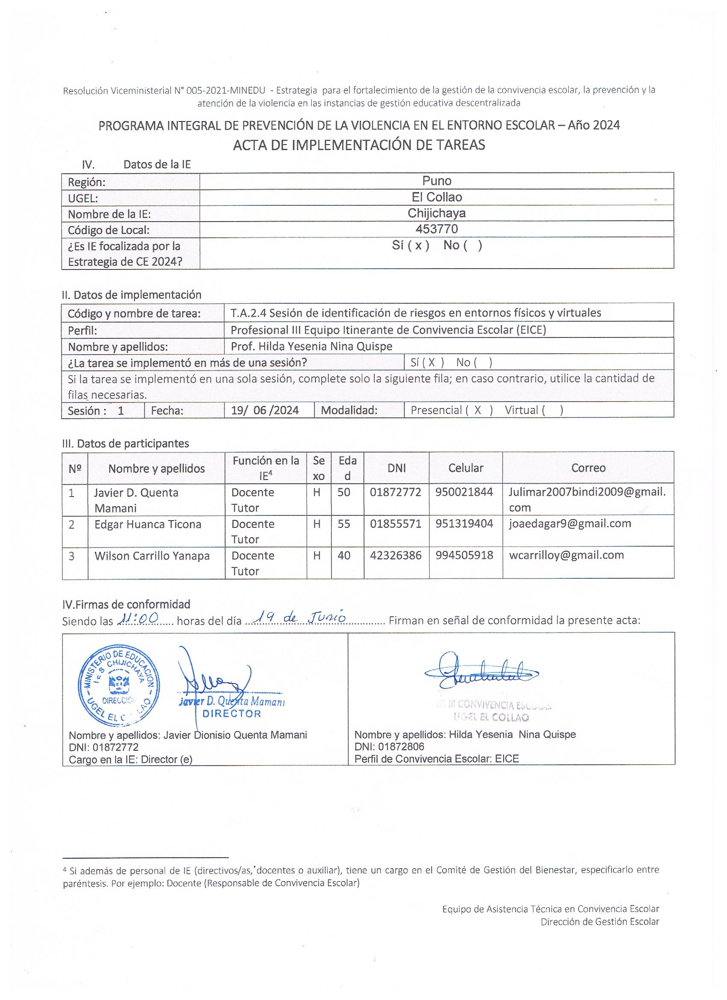 Resolución Viceministerial N° 005-2021-MINEDU - Estrategia para el fortalecimiento de la gestión de la convivencia escolar, la prevención y la
atención de la violencia en las instancias de gestión educativa descentralizada
PROGRAMA INTEGRAL DE PREVENCIÓN DE LA VIOLENCIA EN EL ENTORNO ESCOLAR – Año 2024
ACTA DE IMPLEMENTACIÓN DE TAREAS
IV. Datos de la IE
Región: Puno
UGEL: El Collao
Nombre de la IE: Chijichaya
Código de Local: 453770
¿Es IE focalizada por la Sí ( x ) No ( )
Estrategia de CE 2024?
II. Datos de implementación
Código y nombre de tarea: T.A.2.4 Sesión de identificación de riesgos en entornos físicos y virtuales
Perfil: Profesional III Equipo Itinerante de Convivencia Escolar (EICE)
Nombre y apellidos: Prof. Hilda Yesenia Nina Quispe
¿La tarea se implementó en más de una sesión? Sí ( X ) No ( )
Si la tarea se implementó en una sola sesión, complete solo la siguiente fila; en caso contrario, utilice la cantidad de
filas necesarias.
Sesión : 1 Fecha: 19/ 06 /2024 Modalidad: Presencial ( X ) Virtual ( )
III. Datos de participantes
Nº Nombre y apellidos Función en la IE4 Sexo Edad DNI Celular Correo
1 Javier D. Quenta Docente H 50 01872772 950021844 Julimar2007bindi2009@gmail.
Mamani Tutor com
2 Edgar Huanca Ticona Docente H 55 01855571 951319404 joaedagar9@gmail.com
Tutor
3 Wilson Carrillo Yanapa Docente H 40 42326386 994505918 wcarrilloy@gmail.com
Tutor
IV.Firmas de conformidad
Siendo las 11:00 horas del día 19 de Junio Firman en señal de conformidad la presente acta:
MINISTERIO DE EDUCACION
IES CHIJICHAYA
DIRECCIÓN
UGEL EL COLLAO
Javier D. Quenta Mamani
DIRECTOR
III CONVIVENCIA ESCOLAR
UGEL EL COLLAO
Nombre y apellidos: Javier Dionisio Quenta Mamani
DNI: 01872772
Cargo en la IE: Director (e)
Nombre y apellidos: Hilda Yesenia Nina Quispe
DNI: 01872806
Perfil de Convivencia Escolar: EICE
4 Si además de personal de IE (directivos/as, docentes o auxiliar), tiene un cargo en el Comité de Gestión del Bienestar, especificarlo entre
paréntesis. Por ejemplo: Docente (Responsable de Convivencia Escolar)
Equipo de Asistencia Técnica en Convivencia Escolar
Dirección de Gestión Escolar